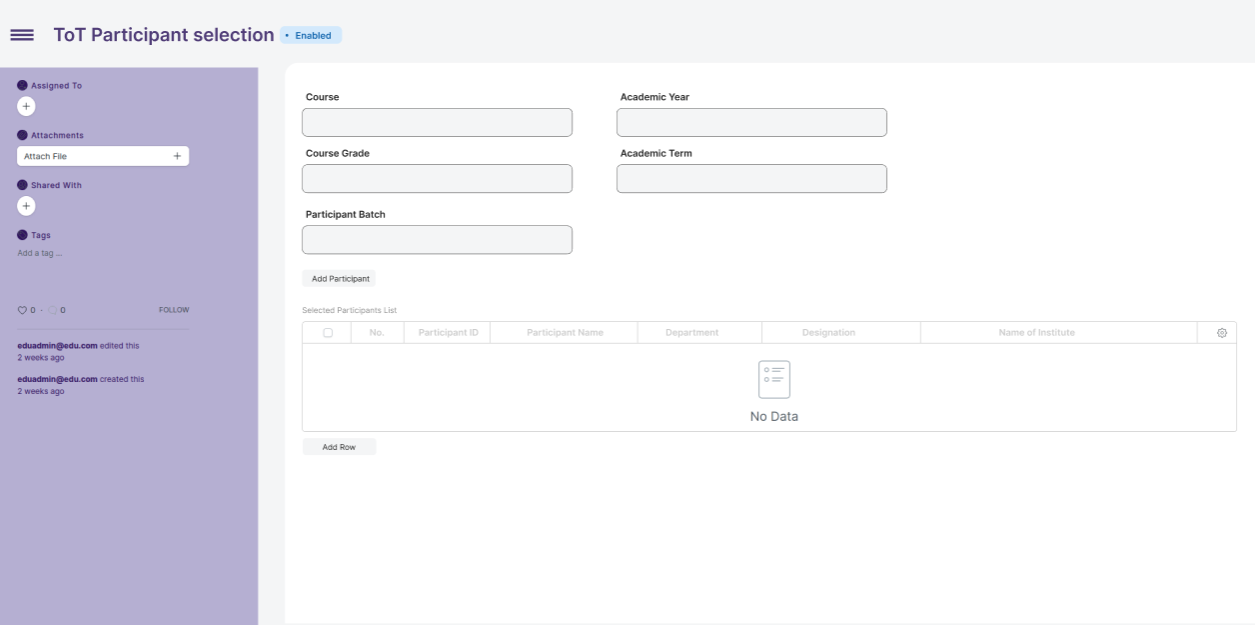 ToT Participant selection
• Enabled
Assigned To
+
Attachments
Attach File +
Shared With
+
Tags
Add a tag ...
0 · 0 FOLLOW
eduadmin@edu.com edited this
2 weeks ago
eduadmin@edu.com created this
2 weeks ago
Course
Academic Year
Course Grade
Academic Term
Participant Batch
Add Participant
Selected Participants List
No. Participant ID Participant Name Department Designation Name of Institute
No Data
Add Row